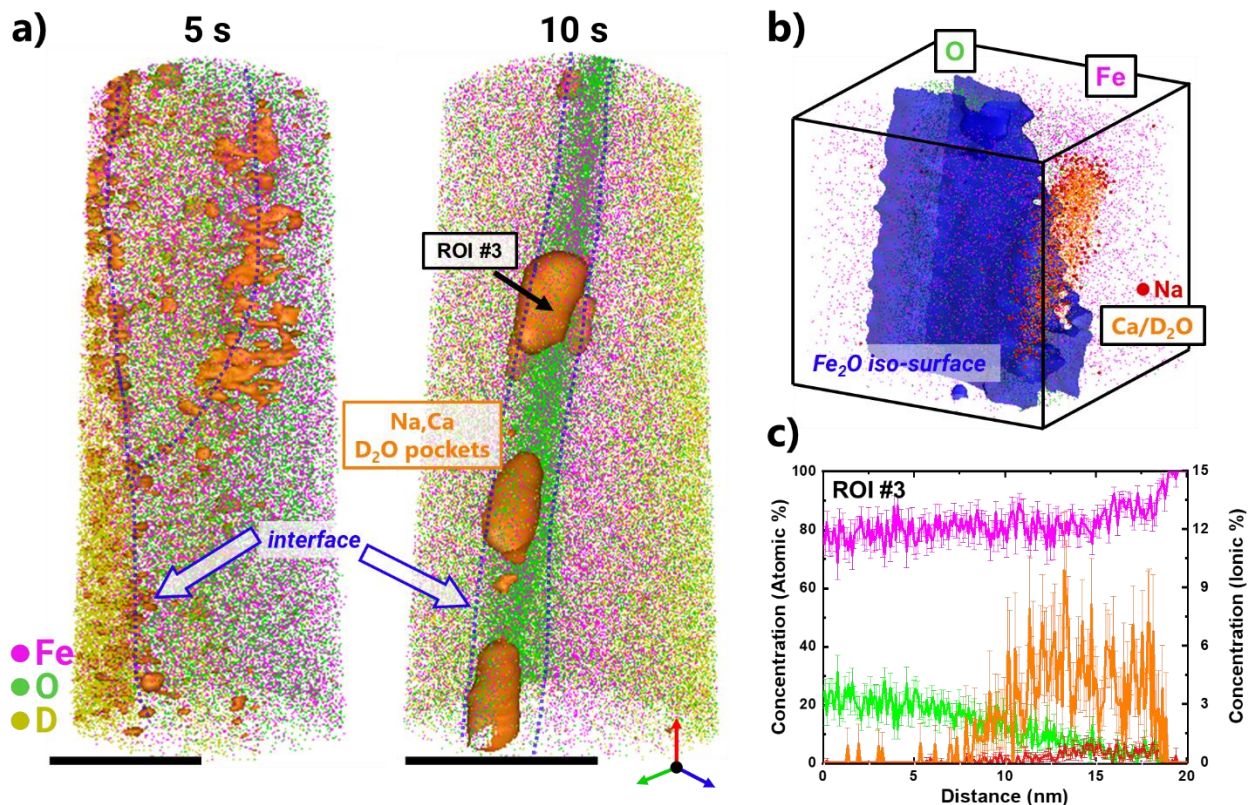 a)
5 s
10 s
ROI #3
Na,Ca
D₂O pockets
interface
Fe
O
D
b)
O
Fe
Na
Ca/D₂O
Fe₂O iso-surface
c)
ROI #3
Concentration (Atomic %)
100
80
60
40
20
0
Concentration (Ionic %)
15
12
9
6
3
0
0
5
10
15
20
Distance (nm)